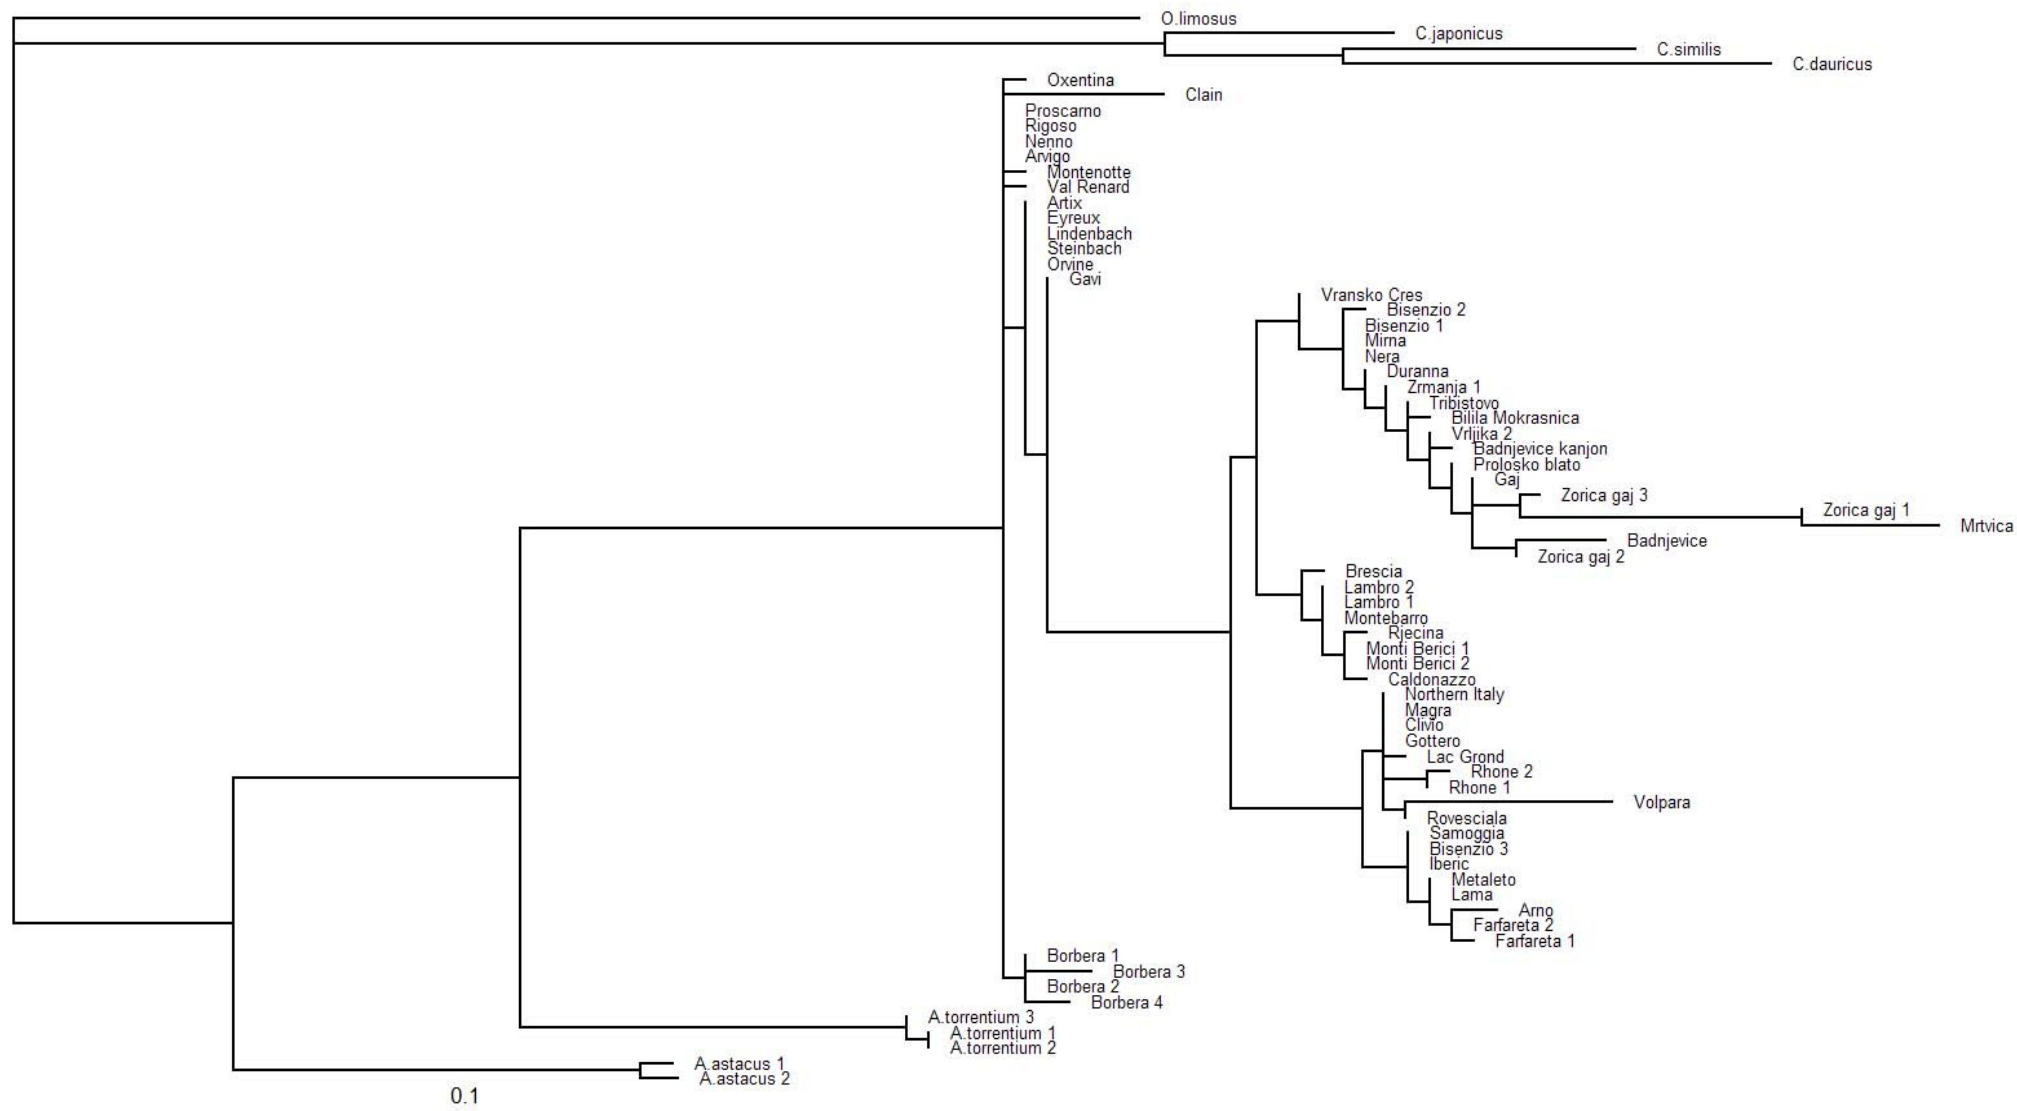 O.limosus
C.japonicus
C.similis
C.dauricus
Oxentina
Clain
Proscarno
Rigoso
Nenno
Arvigo
Montenotte
Val Renard
Artix
Eyreux
Lindenbach
Steinbach
Orvine
Gavi
Vransko Cres
Bisenzio 2
Bisenzio 1
Mirna
Nera
Duranna
Zrmanja 1
Tribistovo
Bilila Mokrasnica
Vrljika 2
Badnjevice kanjon
Prolosko blato
Gaj
Zorica gaj 3
Zorica gaj 1
Mrtvica
Badnjevice
Zorica gaj 2
Brescia
Lambro 2
Lambro 1
Montebarro
Rjecina
Monti Berici 1
Monti Berici 2
Caldonazzo
Northern Italy
Magra
Clivio
Gottero
Lac Grond
Rhone 2
Rhone 1
Volpara
Rovesciala
Samoggia
Bisenzio 3
Iberic
Metaleto
Lama
Arno
Farfareta 2
Farfareta 1
Borbera 1
Borbera 3
Borbera 2
Borbera 4
A.torrentium 3
A.torrentium 1
A.torrentium 2
A.astacus 1
A.astacus 2
0.1